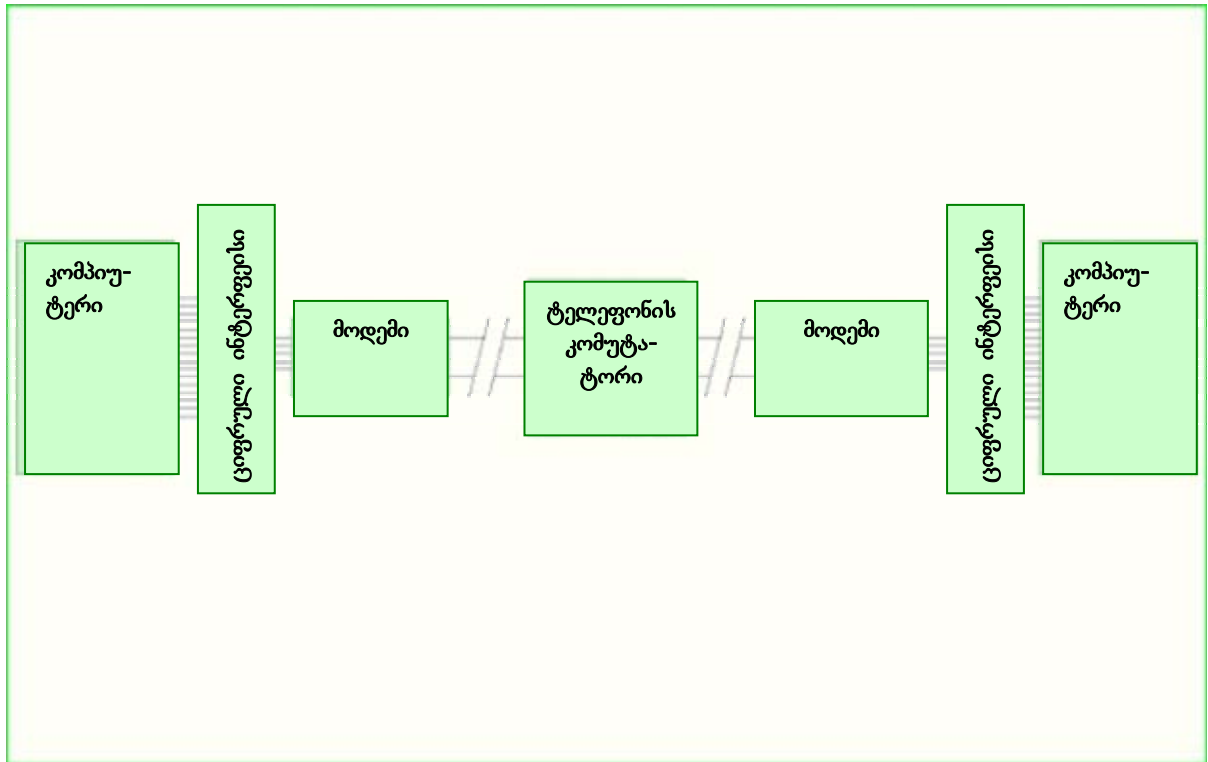 კომპიუ-
ტერი
ციფრული ინტერფეისი
მოდემი
ტელეფონის
კომუტა-
ტორი
მოდემი
ციფრული ინტერფეისი
კომპიუ-
ტერი